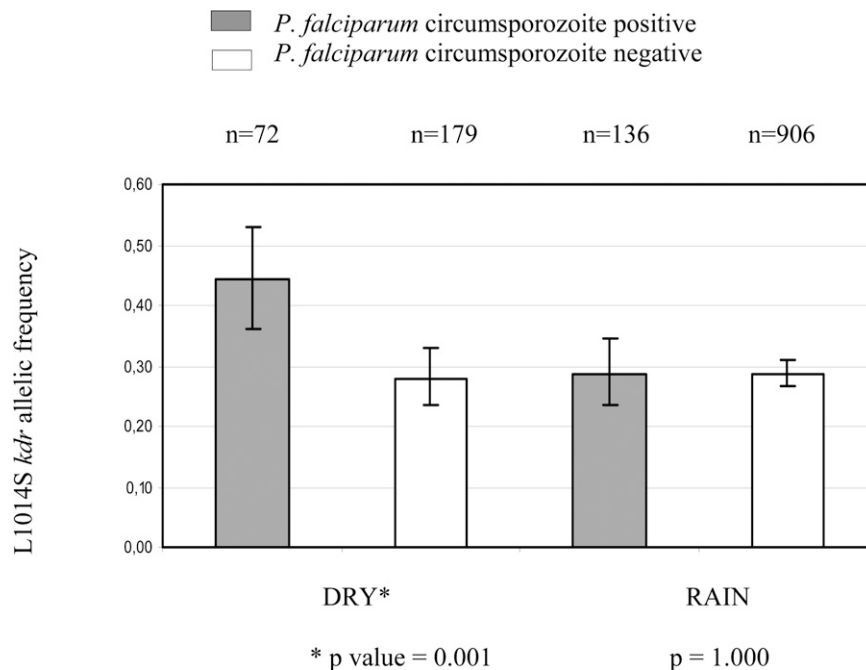 P. falciparum circumsporozoite positive
P. falciparum circumsporozoite negative
n=72 n=179 n=136 n=906
L1014S kdr allelic frequency
0,60
0,50
0,40
0,30
0,20
0,10
0,00
DRY* RAIN
* p value = 0.001 p = 1.000